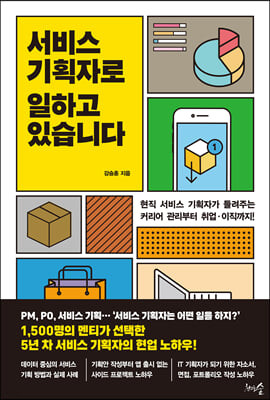 서비스
기획자로
일하고
있습니다
강승훈 지음
1
현직 서비스 기획자가 들려주는
커리어 관리부터 취업·이직까지!
PM, PO, 서비스 기획… ‘서비스 기획자는 어떤 일을 하지?’
1,500명의 멘티가 선택한
5년 차 서비스 기획자의 현업 노하우!
데이터 중심의 서비스
기획 방법과 실제 사례
기획안 작성부터 앱 출시 없는
사이드 프로젝트 노하우
IT 기획자가 되기 위한 자소서,
면접, 포트폴리오 작성 노하우